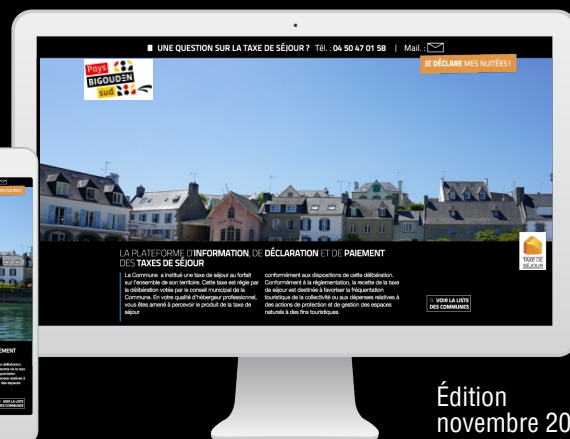 UNE QUESTION SUR LA TAXE DE SÉJOUR ? Tél. : 04 50 47 01 58 | Mail. :
JE DÉCLARE MES NUITÉES !
Pays
BIGOUDEN
sud
LA PLATEFORME D'INFORMATION, DE DÉCLARATION ET DE PAIEMENT
DES TAXES DE SÉJOUR
La Commune a institué une taxe de séjour au forfait
sur l'ensemble de son territoire. Cette taxe est régie par
la délibération votée par le conseil municipal de la
Commune. En votre qualité d'hébergeur professionnel,
vous êtes amené à percevoir le produit de la taxe de
séjour
conformément aux dispositions de cette délibération.
Conformément à la réglementation, la recette de la taxe
de séjour est destinée à favoriser la fréquentation
touristique de la collectivité ou aux dépenses relatives à
des actions de protection et de gestion des espaces
naturels à des fins touristiques.
VOIR LA LISTE
DES COMMUNES
TAXE DE
SÉJOUR
Édition
novembre 20